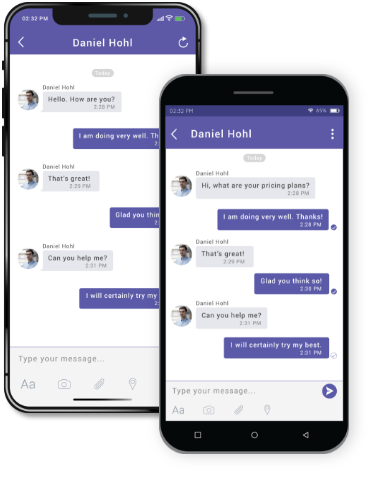 02:32 PM
Daniel Hohl
Today
Daniel Hohl
Hello. How are you?
2:30 PM
I am doing very well. Th
2:
Daniel Hohl
That's great!
2:29 PM
Glad you thin
Daniel Hohl
Can you help me?
2:31 PM
I will certainly try my
Type your message...
Aa
02:32 PM
Daniel Hohl
Today
Daniel Hohl
Hi, what are your pricing plans?
2:28 PM
I am doing very well. Thanks!
2:28 PM
Daniel Hohl
That's great!
2:29 PM
Glad you think so!
2:30 PM
Daniel Hohl
Can you help me?
2:31 PM
I will certainly try my best.
2:31 PM
Type your message...
Aa